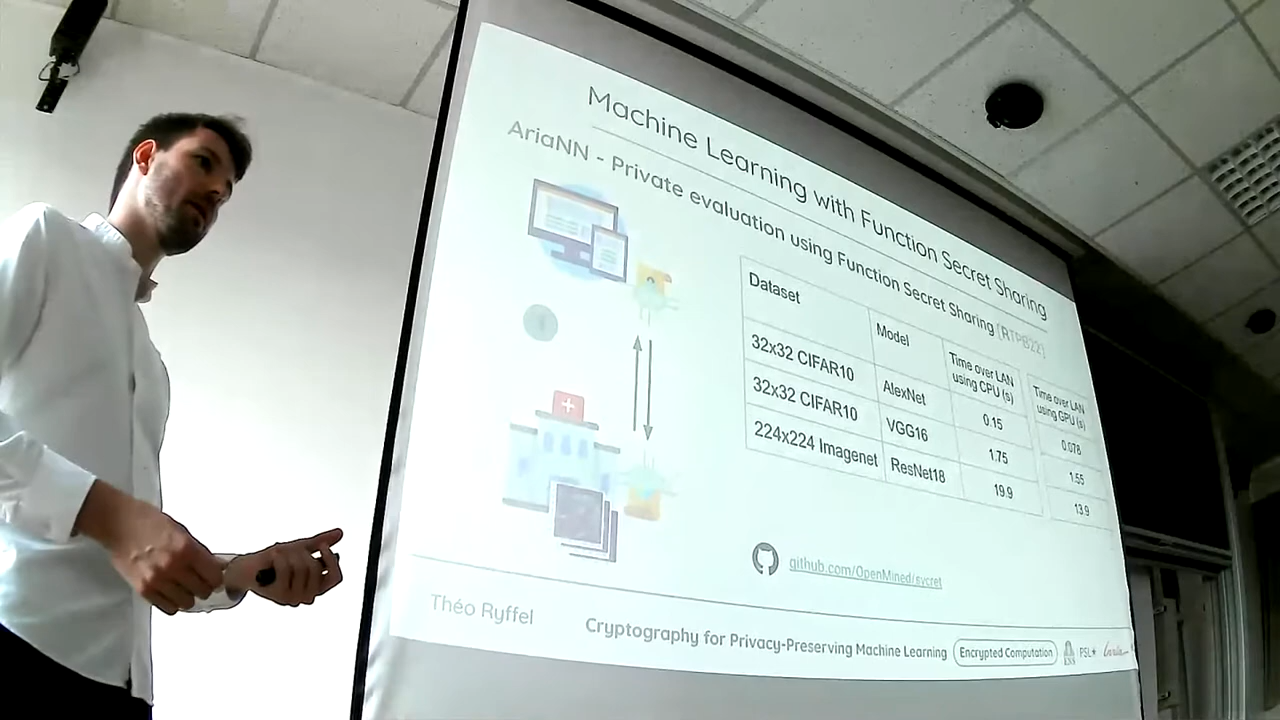 Machine Learning with Function Secret Sharing
AriaNN - Private evaluation using Function Secret Sharing [RTPB22]
Dataset
Model
Time over LAN using CPU (s)
Time over LAN using GPU (s)
32x32 CIFAR10
AlexNet
0.15
0.078
32x32 CIFAR10
VGG16
1.75
1.55
224x224 Imagenet
ResNet18
19.9
13.9
github.com/OpenMined/sycret
Théo Ryffel
Cryptography for Privacy-Preserving Machine Learning
Encrypted Computation
ENS
PSL
Inria